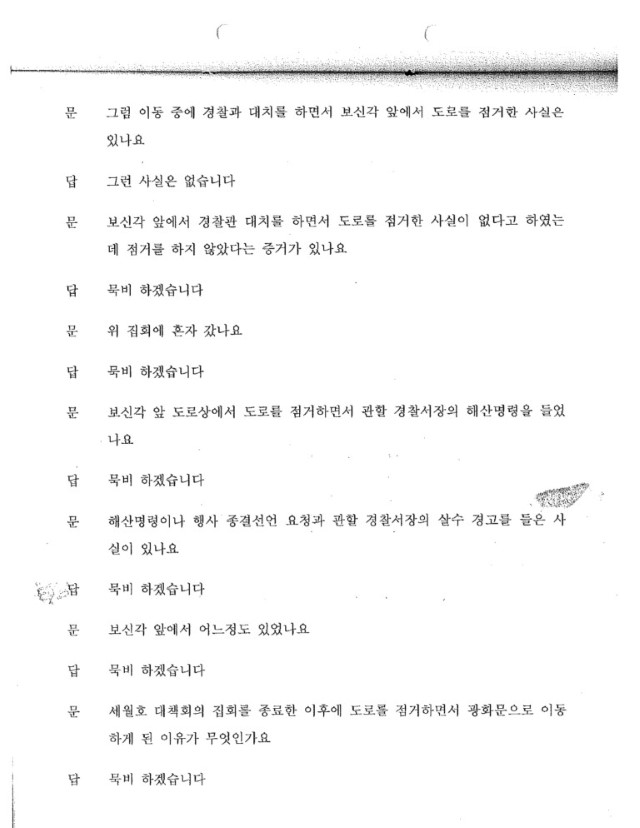 문 그럼 이동 중에 경찰과 대치를 하면서 보신각 앞에서 도로를 점거한 사실은
있나요
답 그런 사실은 없습니다
문 보신각 앞에서 경찰관 대치를 하면서 도로를 점거한 사실이 없다고 하였는
데 점거를 하지 않았다는 증거가 있나요
답 묵비 하겠습니다
문 위 집회에 혼자 갔나요
답 묵비 하겠습니다
문 보신각 앞 도로상에서 도로를 점거하면서 관할 경찰서장의 해산명령을 들었
나요
답 묵비 하겠습니다
문 해산명령이나 행사 종결선언 요청과 관할 경찰서장의 살수 경고를 들은 사
실이 있나요
답 묵비 하겠습니다
문 보신각 앞에서 어느정도 있었나요
답 묵비 하겠습니다
문 세월호 대책회의 집회를 종료한 이후에 도로를 점거하면서 광화문으로 이동
하게 된 이유가 무엇인가요
답 묵비 하겠습니다